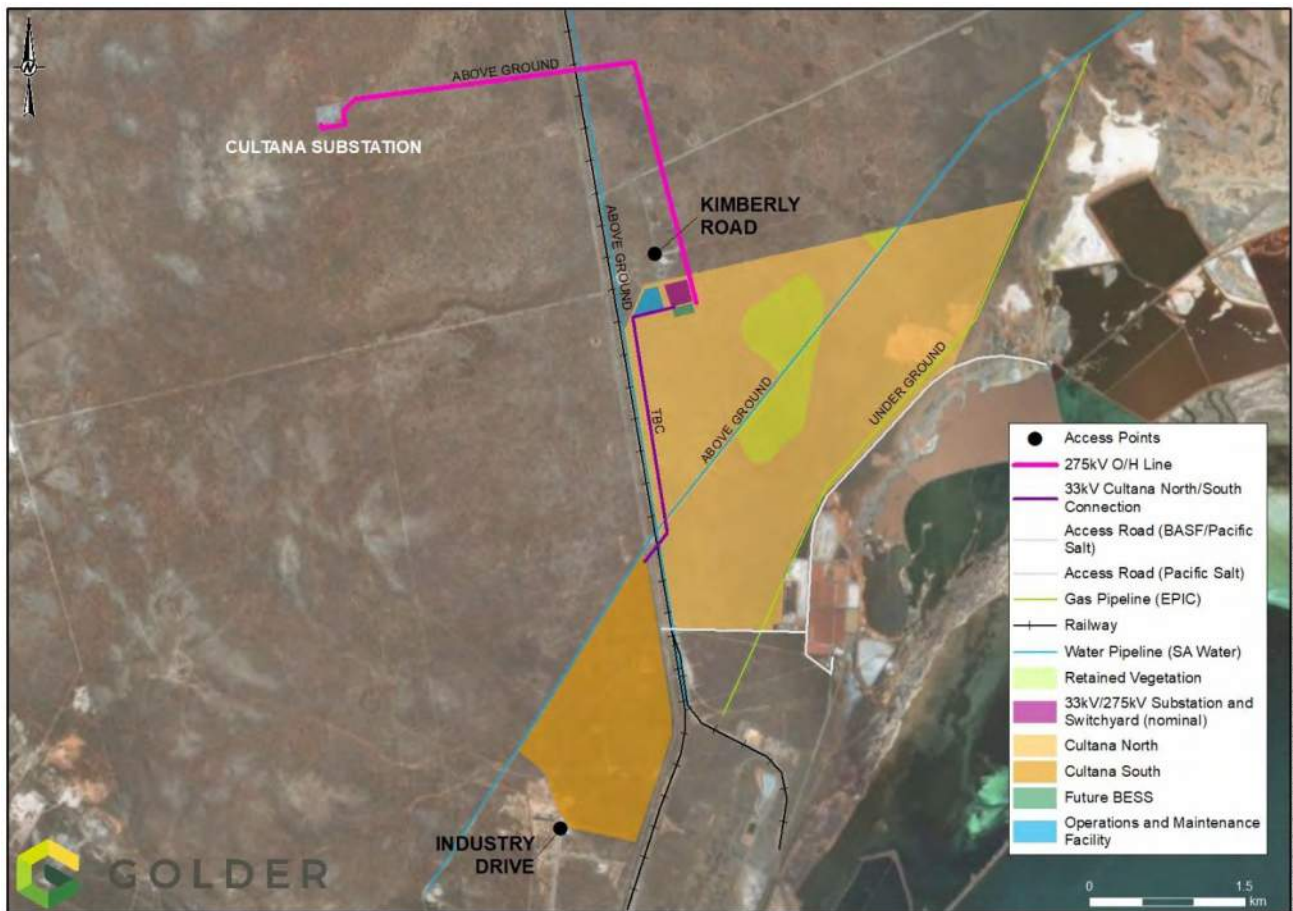 N
ABOVE GROUND
CULTANA SUBSTATION
ABOVE GROUND
KIMBERLY
ROAD
TBC
ABOVE GROUND
UNDER GROUND
INDUSTRY
DRIVE
GOLDER
Access Points
275kV O/H Line
33kV Cultana North/South
Connection
Access Road (BASF/Pacific
Salt)
Access Road (Pacific Salt)
Gas Pipeline (EPIC)
Railway
Water Pipeline (SA Water)
Retained Vegetation
33kV/275kV Substation and
Switchyard (nominal)
Cultana North
Cultana South
Future BESS
Operations and Maintenance
Facility
0 1.5
km